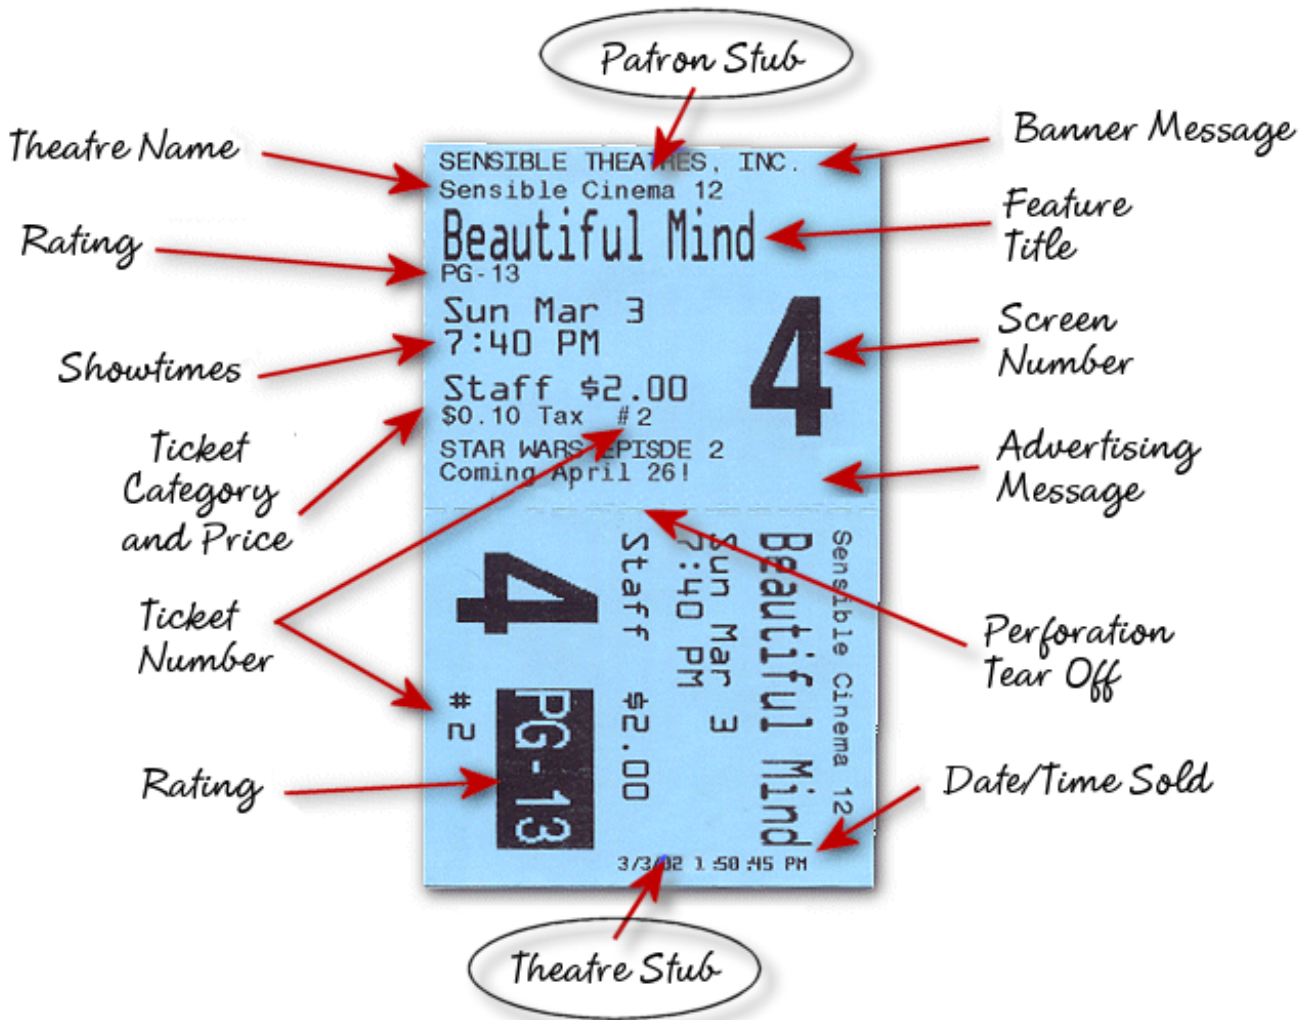 Patron Stub
Theatre Name
Banner Message
SENSIBLE THEATRES, INC.
Sensible Cinema 12
Beautiful Mind
Feature
Title
Rating
PG-13
Sun Mar 3
7:40 PM
4
Screen
Number
Showtimes
Staff $2.00
$0.10 Tax #2
STAR WARS EPISDE 2
Coming April 26!
Ticket
Category
and Price
Advertising
Message
Sensible Cinema 12
Beautiful Mind
Sun Mar 3
7:40 PM
Staff $2.00
4
PG-13
#2
Ticket
Number
Perforation
Tear Off
Rating
Date/Time Sold
3/3/02 1:50:45 PM
Theatre Stub